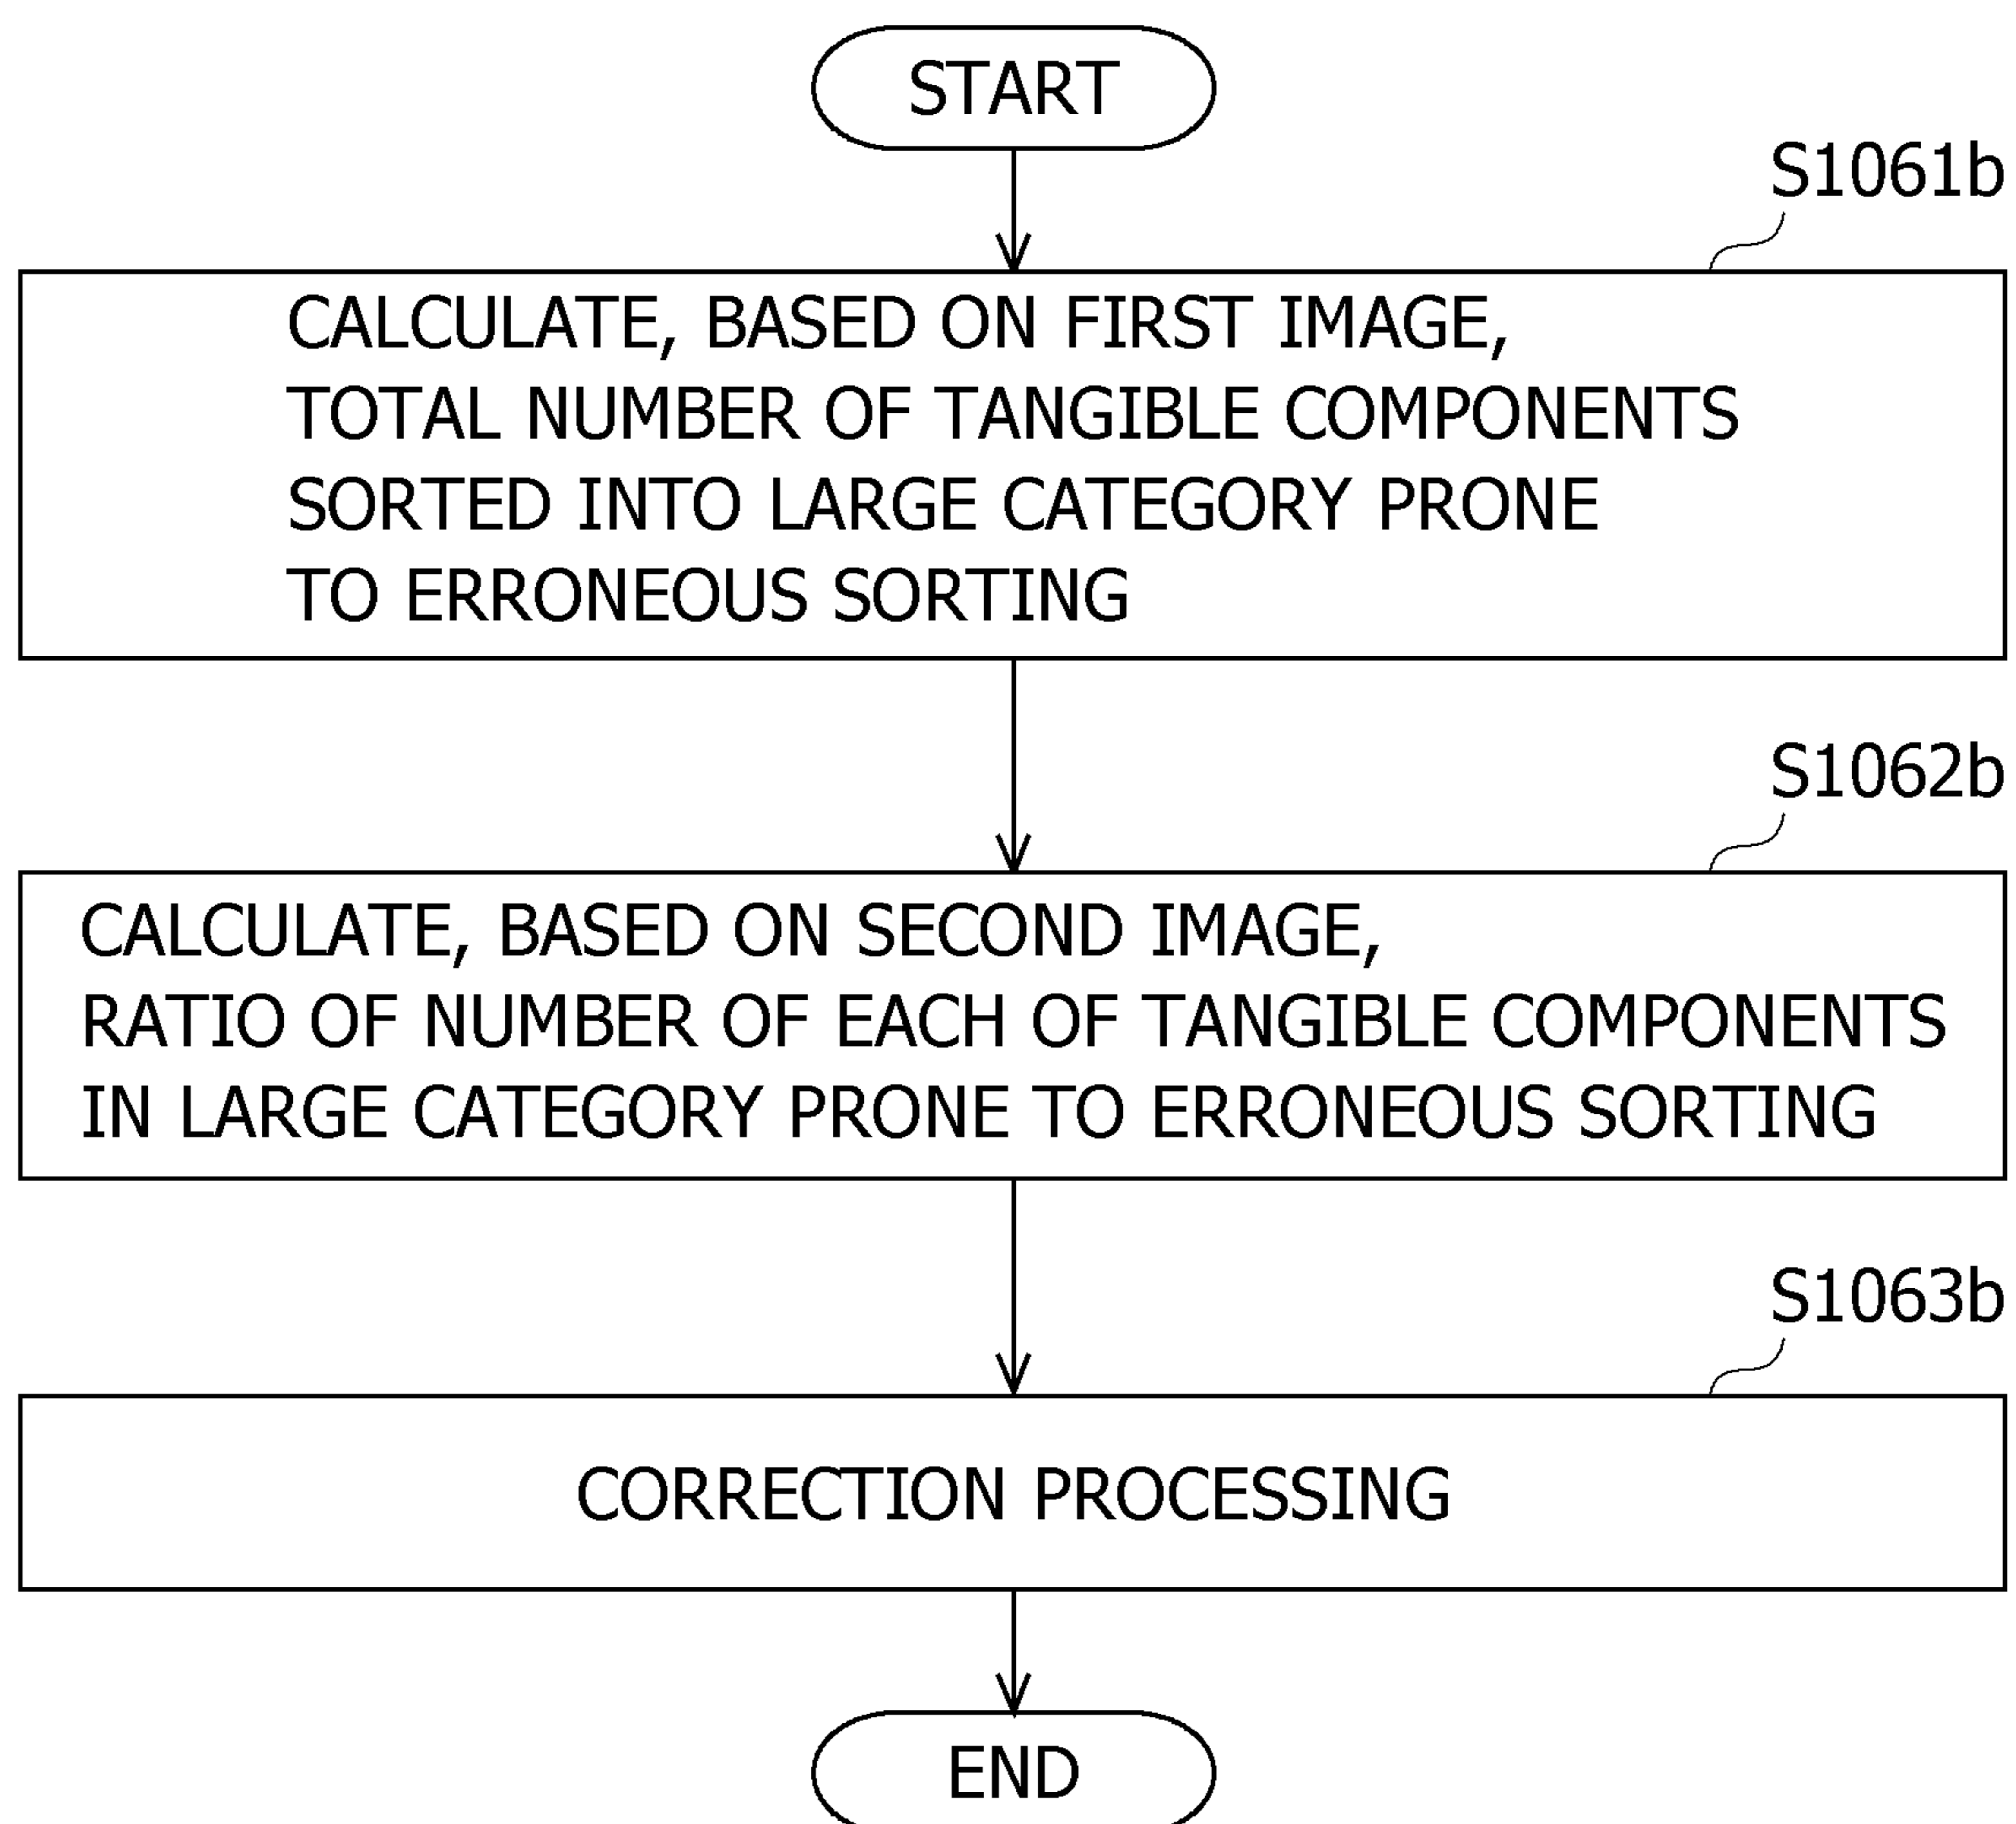 START
S1061b
CALCULATE, BASED ON FIRST IMAGE,
TOTAL NUMBER OF TANGIBLE COMPONENTS
SORTED INTO LARGE CATEGORY PRONE
TO ERRONEOUS SORTING
S1062b
CALCULATE, BASED ON SECOND IMAGE,
RATIO OF NUMBER OF EACH OF TANGIBLE COMPONENTS
IN LARGE CATEGORY PRONE TO ERRONEOUS SORTING
S1063b
CORRECTION PROCESSING
END